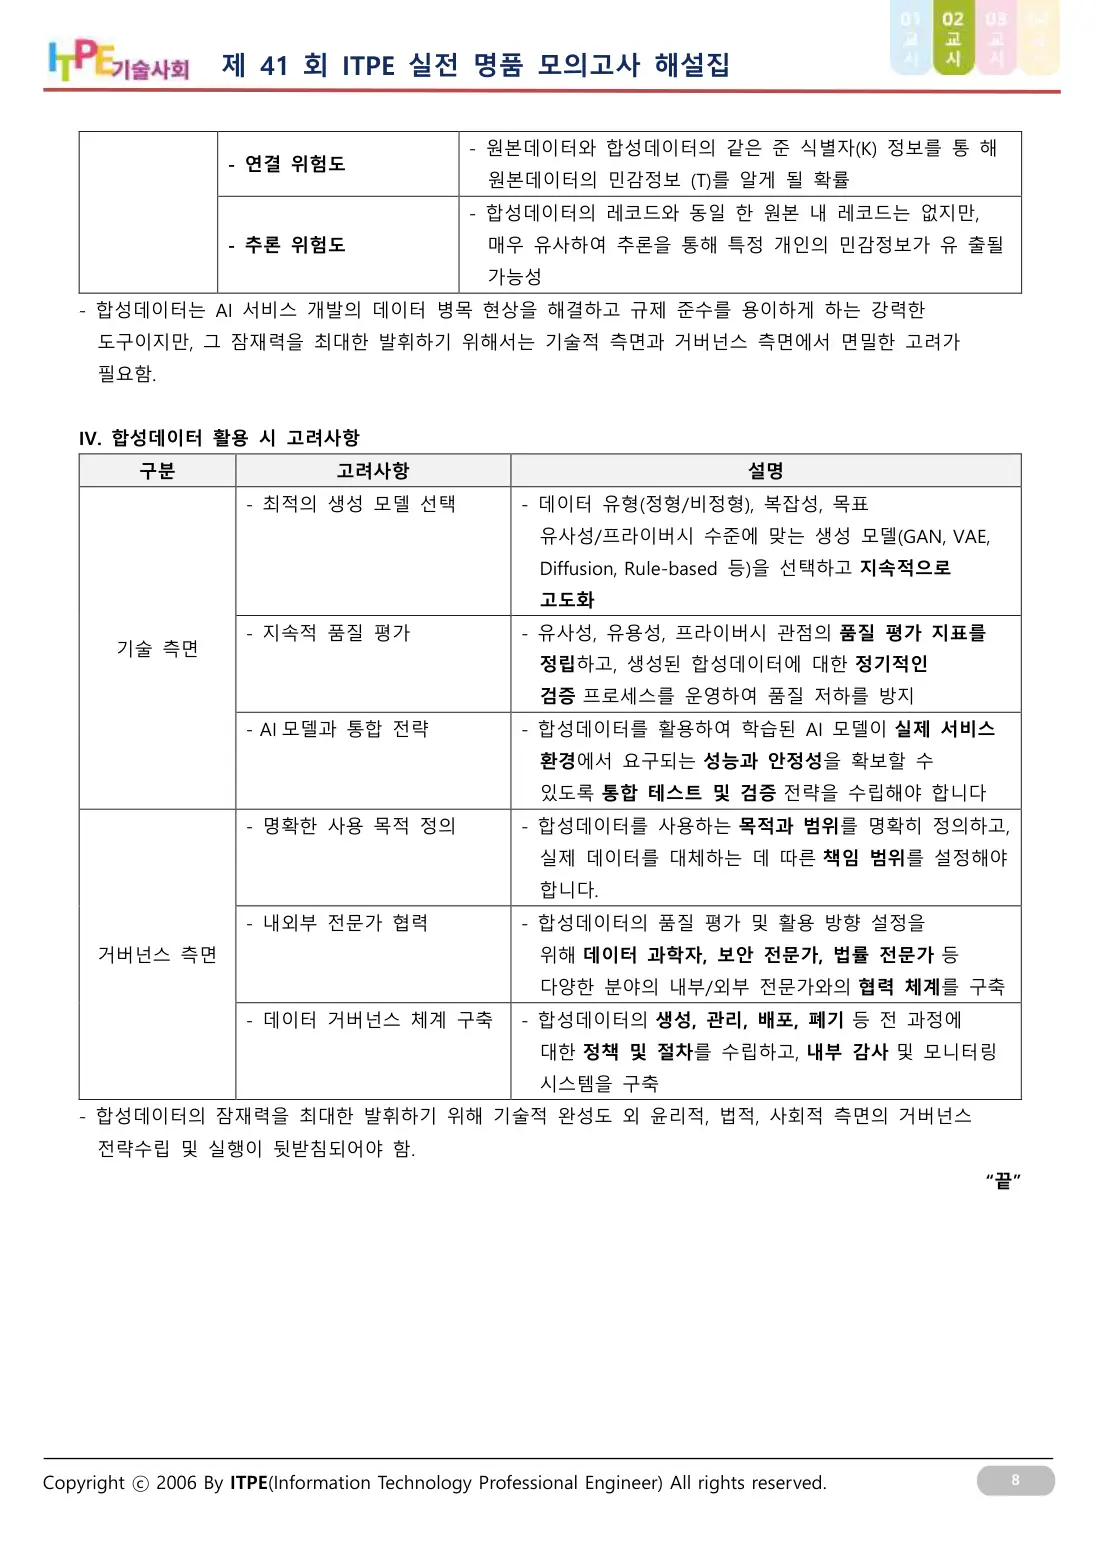 ITPE기술사회 제 41 회 ITPE 실전 명품 모의고사 해설집
01 교시
02 교시
03 교시
- 연결 위험도
- 원본데이터와 합성데이터의 같은 준 식별자(K) 정보를 통 해
원본데이터의 민감정보 (T)를 알게 될 확률
- 추론 위험도
- 합성데이터의 레코드와 동일 한 원본 내 레코드는 없지만,
매우 유사하여 추론을 통해 특정 개인의 민감정보가 유 출될
가능성
- 합성데이터는 AI 서비스 개발의 데이터 병목 현상을 해결하고 규제 준수를 용이하게 하는 강력한
도구이지만, 그 잠재력을 최대한 발휘하기 위해서는 기술적 측면과 거버넌스 측면에서 면밀한 고려가
필요함.
IV. 합성데이터 활용 시 고려사항
구분 고려사항 설명
기술 측면
- 최적의 생성 모델 선택
- 데이터 유형(정형/비정형), 복잡성, 목표
유사성/프라이버시 수준에 맞는 생성 모델(GAN, VAE,
Diffusion, Rule-based 등)을 선택하고 지속적으로
고도화
- 지속적 품질 평가
- 유사성, 유용성, 프라이버시 관점의 품질 평가 지표를
정립하고, 생성된 합성데이터에 대한 정기적인
검증 프로세스를 운영하여 품질 저하를 방지
- AI 모델과 통합 전략
- 합성데이터를 활용하여 학습된 AI 모델이 실제 서비스
환경에서 요구되는 성능과 안정성을 확보할 수
있도록 통합 테스트 및 검증 전략을 수립해야 합니다
거버넌스 측면
- 명확한 사용 목적 정의
- 합성데이터를 사용하는 목적과 범위를 명확히 정의하고,
실제 데이터를 대체하는 데 따른 책임 범위를 설정해야
합니다.
- 내외부 전문가 협력
- 합성데이터의 품질 평가 및 활용 방향 설정을
위해 데이터 과학자, 보안 전문가, 법률 전문가 등
다양한 분야의 내부/외부 전문가와의 협력 체계를 구축
- 데이터 거버넌스 체계 구축
- 합성데이터의 생성, 관리, 배포, 폐기 등 전 과정에
대한 정책 및 절차를 수립하고, 내부 감사 및 모니터링
시스템을 구축
- 합성데이터의 잠재력을 최대한 발휘하기 위해 기술적 완성도 외 윤리적, 법적, 사회적 측면의 거버넌스
전략수립 및 실행이 뒷받침되어야 함.
“끝”
Copyright ⓒ 2006 By ITPE(Information Technology Professional Engineer) All rights reserved.
8